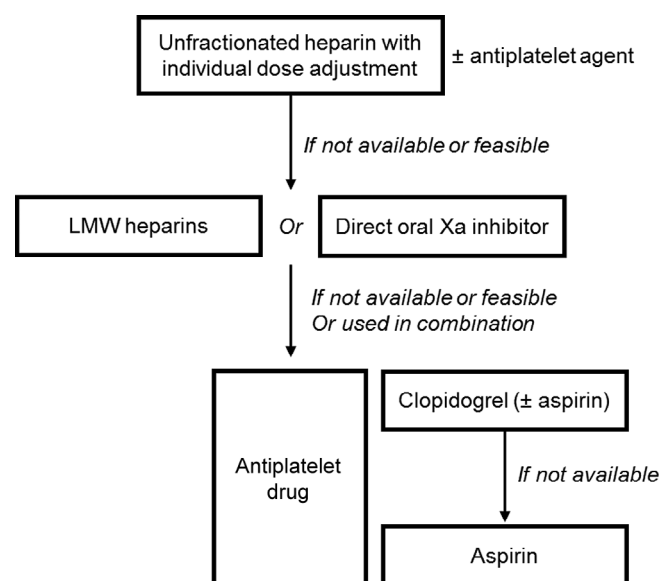 Unfractionated heparin with
individual dose adjustment
± antiplatelet agent
If not available or feasible
LMW heparins
Or
Direct oral Xa inhibitor
If not available or feasible
Or used in combination
Antiplatelet
drug
Clopidogrel (± aspirin)
If not available
Aspirin